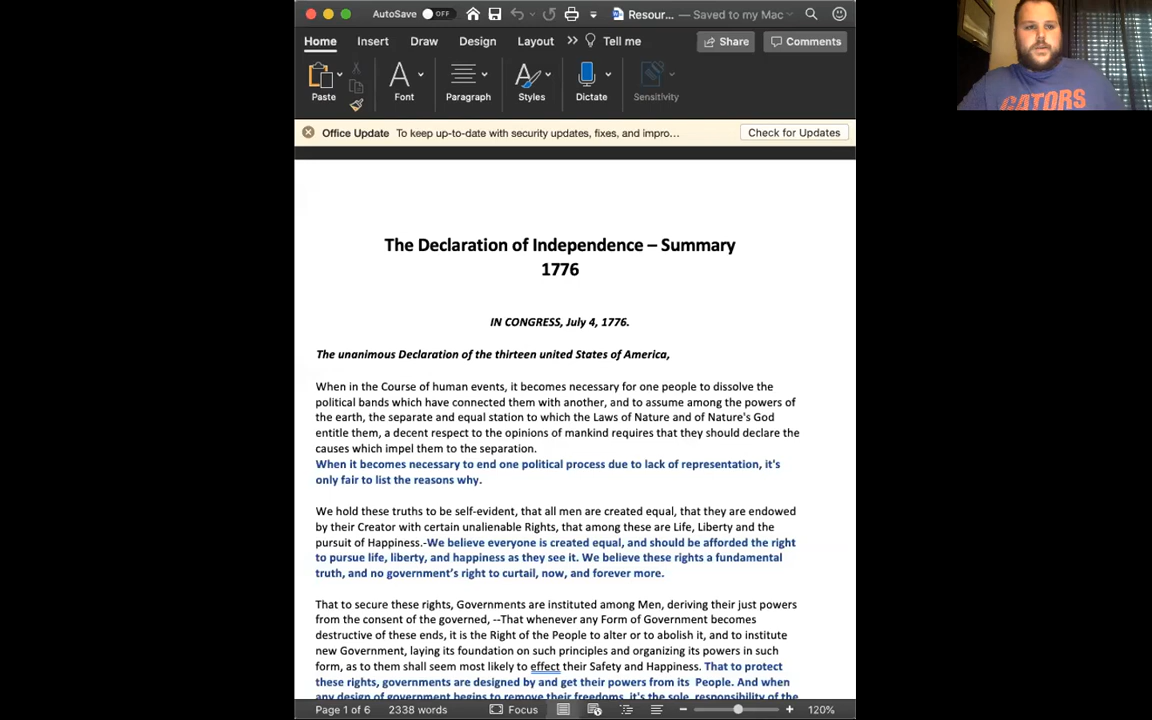 AutoSave OFF Resour... — Saved to my Mac
Home Insert Draw Design Layout >> Tell me Share Comments
Paste Font Paragraph Styles Dictate Sensitivity
Office Update To keep up-to-date with security updates, fixes, and impro... Check for Updates
GATORS
The Declaration of Independence – Summary
1776
IN CONGRESS, July 4, 1776.
The unanimous Declaration of the thirteen united States of America,
When in the Course of human events, it becomes necessary for one people to dissolve the
political bands which have connected them with another, and to assume among the powers of
the earth, the separate and equal station to which the Laws of Nature and of Nature's God
entitle them, a decent respect to the opinions of mankind requires that they should declare the
causes which impel them to the separation.
When it becomes necessary to end one political process due to lack of representation, it's
only fair to list the reasons why.
We hold these truths to be self-evident, that all men are created equal, that they are endowed
by their Creator with certain unalienable Rights, that among these are Life, Liberty and the
pursuit of Happiness.-We believe everyone is created equal, and should be afforded the right
to pursue life, liberty, and happiness as they see it. We believe these rights a fundamental
truth, and no government’s right to curtail, now, and forever more.
That to secure these rights, Governments are instituted among Men, deriving their just powers
from the consent of the governed, --That whenever any Form of Government becomes
destructive of these ends, it is the Right of the People to alter or to abolish it, and to institute
new Government, laying its foundation on such principles and organizing its powers in such
form, as to them shall seem most likely to effect their Safety and Happiness. That to protect
these rights, governments are designed by and get their powers from its People. And when
any design of government begins to remove their freedoms, it's the sole responsibility of the
Page 1 of 6 2338 words Focus 120%